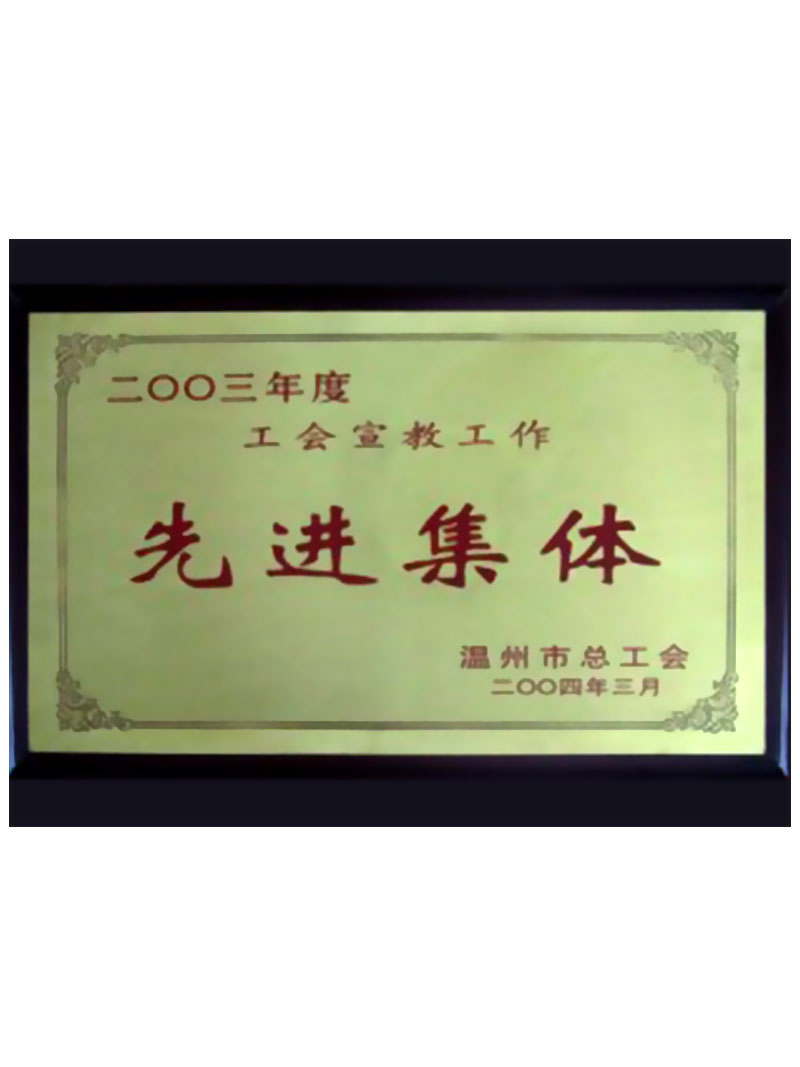 二〇〇三年度
工会宣教工作
先进集体
温州市总工会
二〇〇四年三月